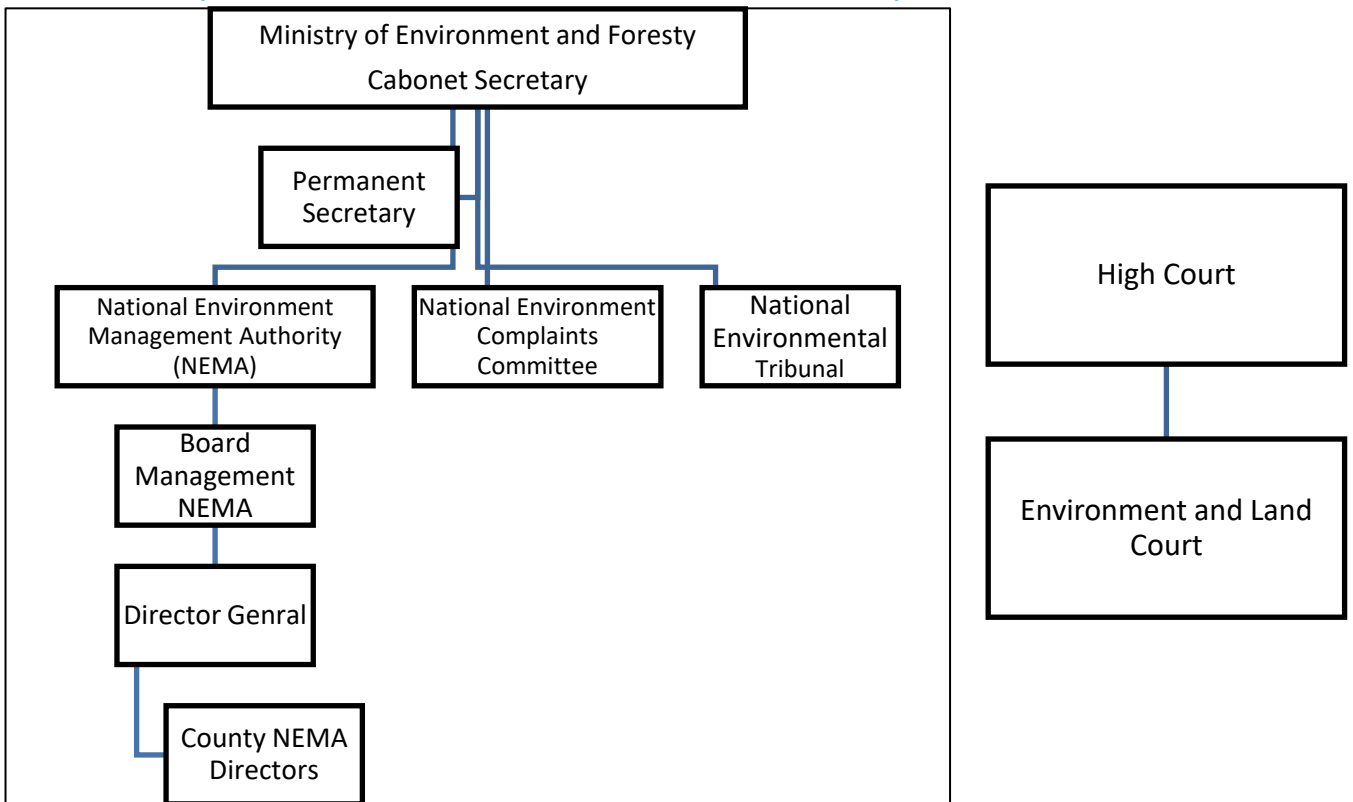 Ministry of Environment and Foresty
Cabonet Secretary
Permanent
Secretary
National Environment
Management Authority
(NEMA)
National Environment
Complaints
Committee
National
Environmental
Tribunal
Board
Management
NEMA
Director Genral
County NEMA
Directors
High Court
Environment and Land
Court